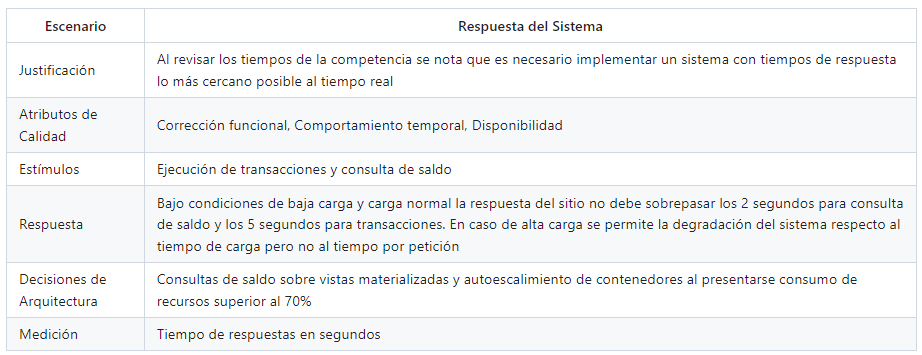 Escenario Respuesta del Sistema
Justificación
Al revisar los tiempos de la competencia se nota que es necesario implementar un sistema con tiempos de respuesta
lo más cercano posible al tiempo real
Atributos de
Calidad
Corrección funcional, Comportamiento temporal, Disponibilidad
Estímulos
Ejecución de transacciones y consulta de saldo
Respuesta
Bajo condiciones de baja carga y carga normal la respuesta del sitio no debe sobrepasar los 2 segundos para consulta
de saldo y los 5 segundos para transacciones. En caso de alta carga se permite la degradación del sistema respecto al
tiempo de carga pero no al tiempo por petición
Decisiones de
Arquitectura
Consultas de saldo sobre vistas materializadas y autoescalimiento de contenedores al presentarse consumo de
recursos superior al 70%
Medición
Tiempo de respuestas en segundos